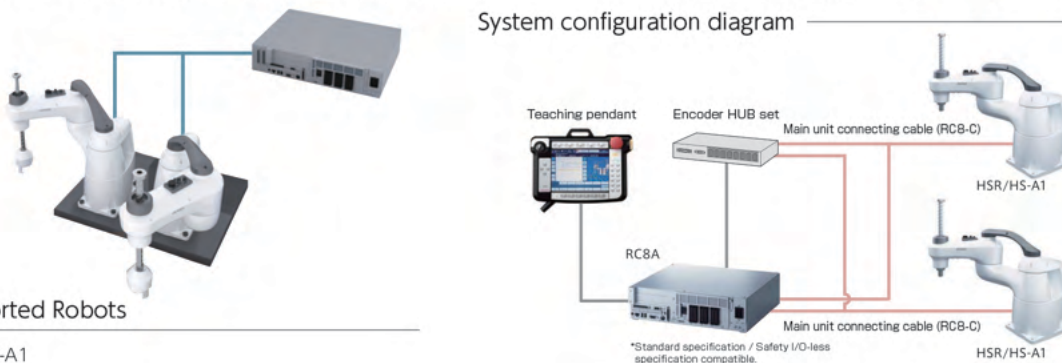 System configuration diagram
Teaching pendant
Encoder HUB set
Main unit connecting cable (RC8-C)
HSR/HS-A1
RC8A
Main unit connecting cable (RC8-C)
*Standard specification / Safety I/O-less
specification compatible.
HSR/HS-A1
rted Robots
-A1